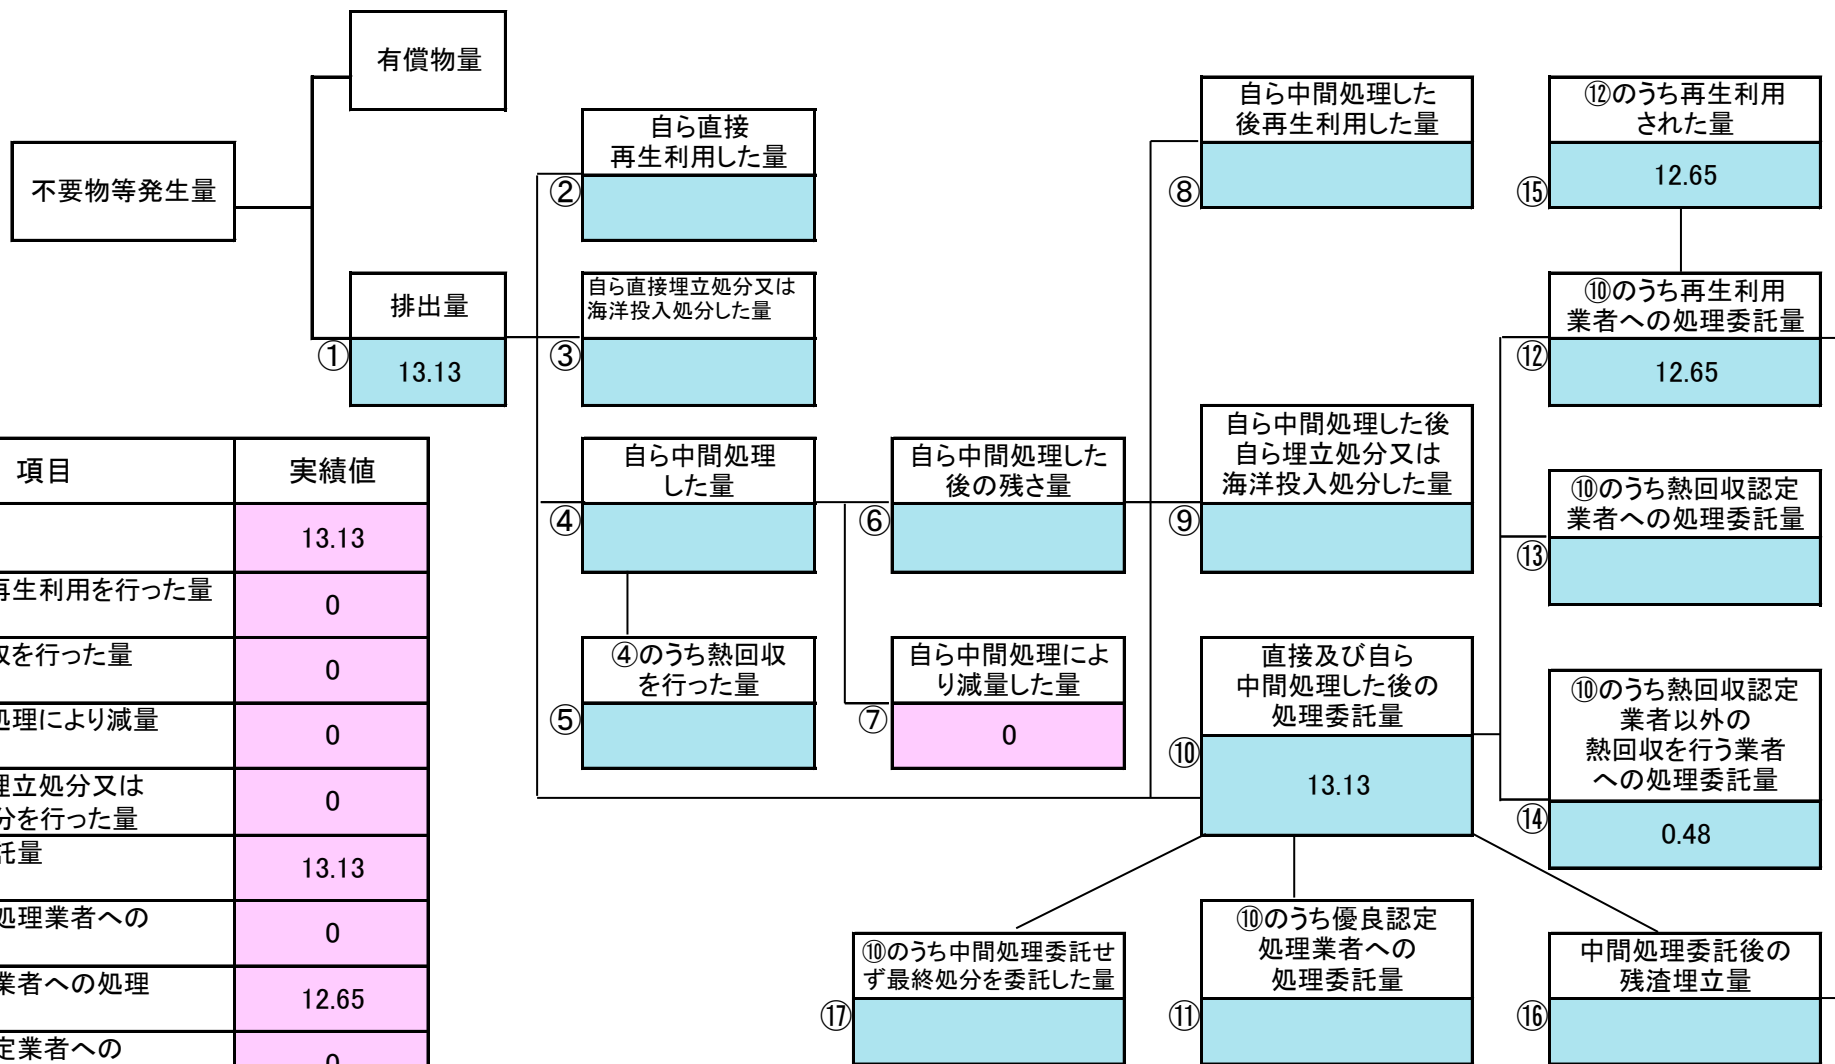 有償物量
不要物等発生量
排出量
①
13.13
自ら直接
再生利用した量
②
自ら直接埋立処分又は
海洋投入処分した量
③
自ら中間処理
した量
④
④のうち熱回収
を行った量
⑤
自ら中間処理した
後の残さ量
⑥
自ら中間処理によ
り減量した量
⑦
0
自ら中間処理した
後再生利用した量
⑧
自ら中間処理した後
自ら埋立処分又は
海洋投入処分した量
⑨
直接及び自ら
中間処理した後の
処理委託量
⑩
13.13
⑫のうち再生利用
された量
⑮
12.65
⑩のうち再生利用
業者への処理委託量
⑫
12.65
⑩のうち熱回収認定
業者への処理委託量
⑬
⑩のうち熱回収認定
業者以外の
熱回収を行う業者
への処理委託量
⑭
0.48
⑩のうち中間処理委託せ
ず最終処分を委託した量
⑰
⑩のうち優良認定
処理業者への
処理委託量
⑪
中間処理委託後の
残渣埋立量
⑯
項目
実績値
13.13
再生利用を行った量
0
収を行った量
0
処理により減量
0
埋立処分又は
分を行った量
0
託量
13.13
処理業者への
0
業者への処理
12.65
定業者への
0